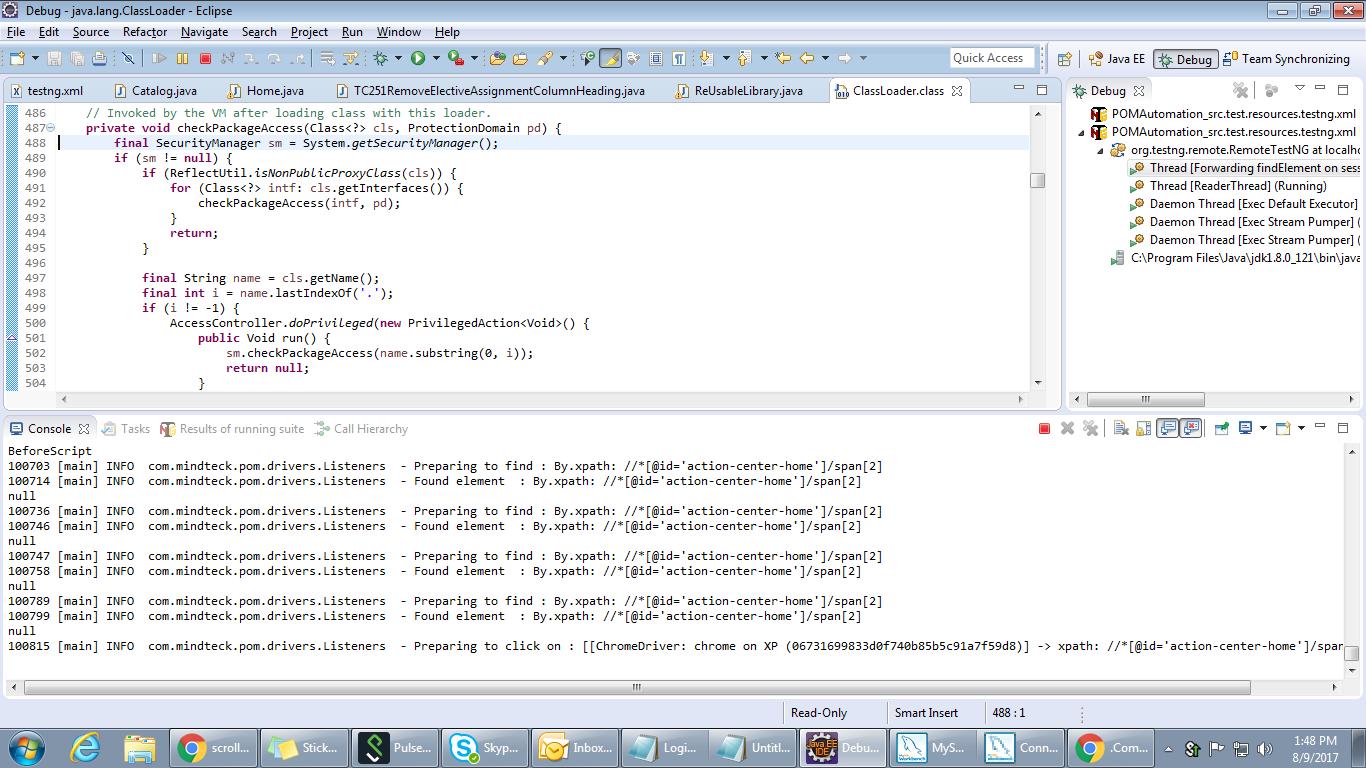 Debug - java.lang.ClassLoader - Eclipse
File Edit Source Refactor Navigate Search Project Run Window Help
Quick Access Java EE Debug Team Synchronizing
testng.xml Catalog.java Home.java TC251RemoveElectiveAssignmentColumnHeading.java ReUsableLibrary.java ClassLoader.class
486 // Invoked by the VM after loading class with this loader.
487 private void checkPackageAccess(Class<?> cls, ProtectionDomain pd) {
488 final SecurityManager sm = System.getSecurityManager();
489 if (sm != null) {
490 if (ReflectUtil.isNonPublicProxyClass(cls)) {
491 for (Class<?> intf: cls.getInterfaces()) {
492 checkPackageAccess(intf, pd);
493 }
494 return;
495 }
496
497 final String name = cls.getName();
498 final int i = name.lastIndexOf('.');
499 if (i != -1) {
500 AccessController.doPrivileged(new PrivilegedAction<Void>() {
501 public Void run() {
502 sm.checkPackageAccess(name.substring(0, i));
503 return null;
504 }
Debug
POMAutomation_src.test.resources.testng.xml
POMAutomation_src.test.resources.testng.xml
org.testng.remote.RemoteTestNG at localho
Thread [Forwarding findElement on sess
Thread [ReaderThread] (Running)
Daemon Thread [Exec Default Executor]
Daemon Thread [Exec Stream Pumper] (
Daemon Thread [Exec Stream Pumper] (
C:\Program Files\Java\jdk1.8.0_121\bin\java
Console Tasks Results of running suite Call Hierarchy
BeforeScript
100703 [main] INFO com.mindteck.pom.drivers.Listeners - Preparing to find : By.xpath: //*[@id='action-center-home']/span[2]
100714 [main] INFO com.mindteck.pom.drivers.Listeners - Found element : By.xpath: //*[@id='action-center-home']/span[2]
null
100736 [main] INFO com.mindteck.pom.drivers.Listeners - Preparing to find : By.xpath: //*[@id='action-center-home']/span[2]
100746 [main] INFO com.mindteck.pom.drivers.Listeners - Found element : By.xpath: //*[@id='action-center-home']/span[2]
null
100747 [main] INFO com.mindteck.pom.drivers.Listeners - Preparing to find : By.xpath: //*[@id='action-center-home']/span[2]
100758 [main] INFO com.mindteck.pom.drivers.Listeners - Found element : By.xpath: //*[@id='action-center-home']/span[2]
null
100789 [main] INFO com.mindteck.pom.drivers.Listeners - Preparing to find : By.xpath: //*[@id='action-center-home']/span[2]
100799 [main] INFO com.mindteck.pom.drivers.Listeners - Found element : By.xpath: //*[@id='action-center-home']/span[2]
null
100815 [main] INFO com.mindteck.pom.drivers.Listeners - Preparing to click on : [[ChromeDriver: chrome on XP (06731699833d0f740b85b5c91a7f59d8)] -> xpath: //*[@id='action-center-home']/span
Read-Only Smart Insert 488 : 1
scroll... Stick... Pulse... Skyp... Inbox... Logi... Untitl... Debu... MyS... Conn... .Com...
1:48 PM
8/9/2017